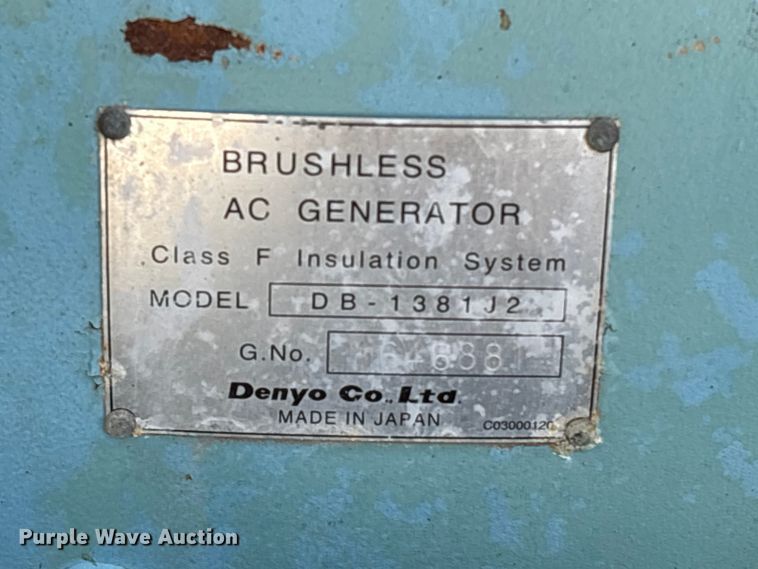 BRUSHLESS
AC GENERATOR
Class F Insulation System
MODEL DB-1381J2
G.No.
Denyo Co.,Ltd.
MADE IN JAPAN C03000120
Purple Wave Auction